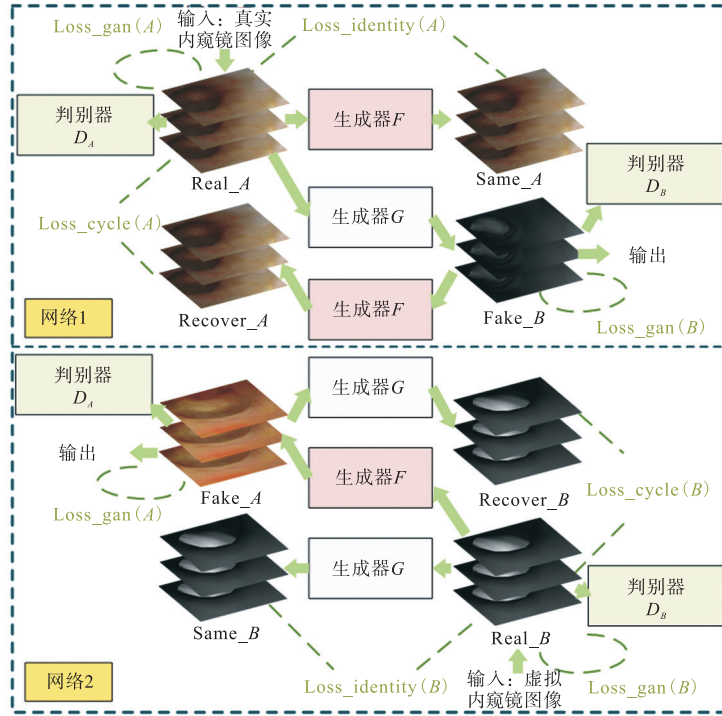 Loss_gan(A)
输入：真实
内窥镜图像
Loss_identity(A)
判别器
D_A
生成器F
Real_A
Same_A
判别器
D_B
Loss_cycle(A)
生成器G
输出
Recover_A
生成器F
Fake_B
Loss_gan(B)
网络1
判别器
D_A
生成器G
输出
Fake_A
生成器F
Recover_B
Loss_gan(A)
Loss_cycle(B)
生成器G
判别器
D_B
Same_B
Real_B
网络2
Loss_identity(B)
输入：虚拟
内窥镜图像
Loss_gan(B)